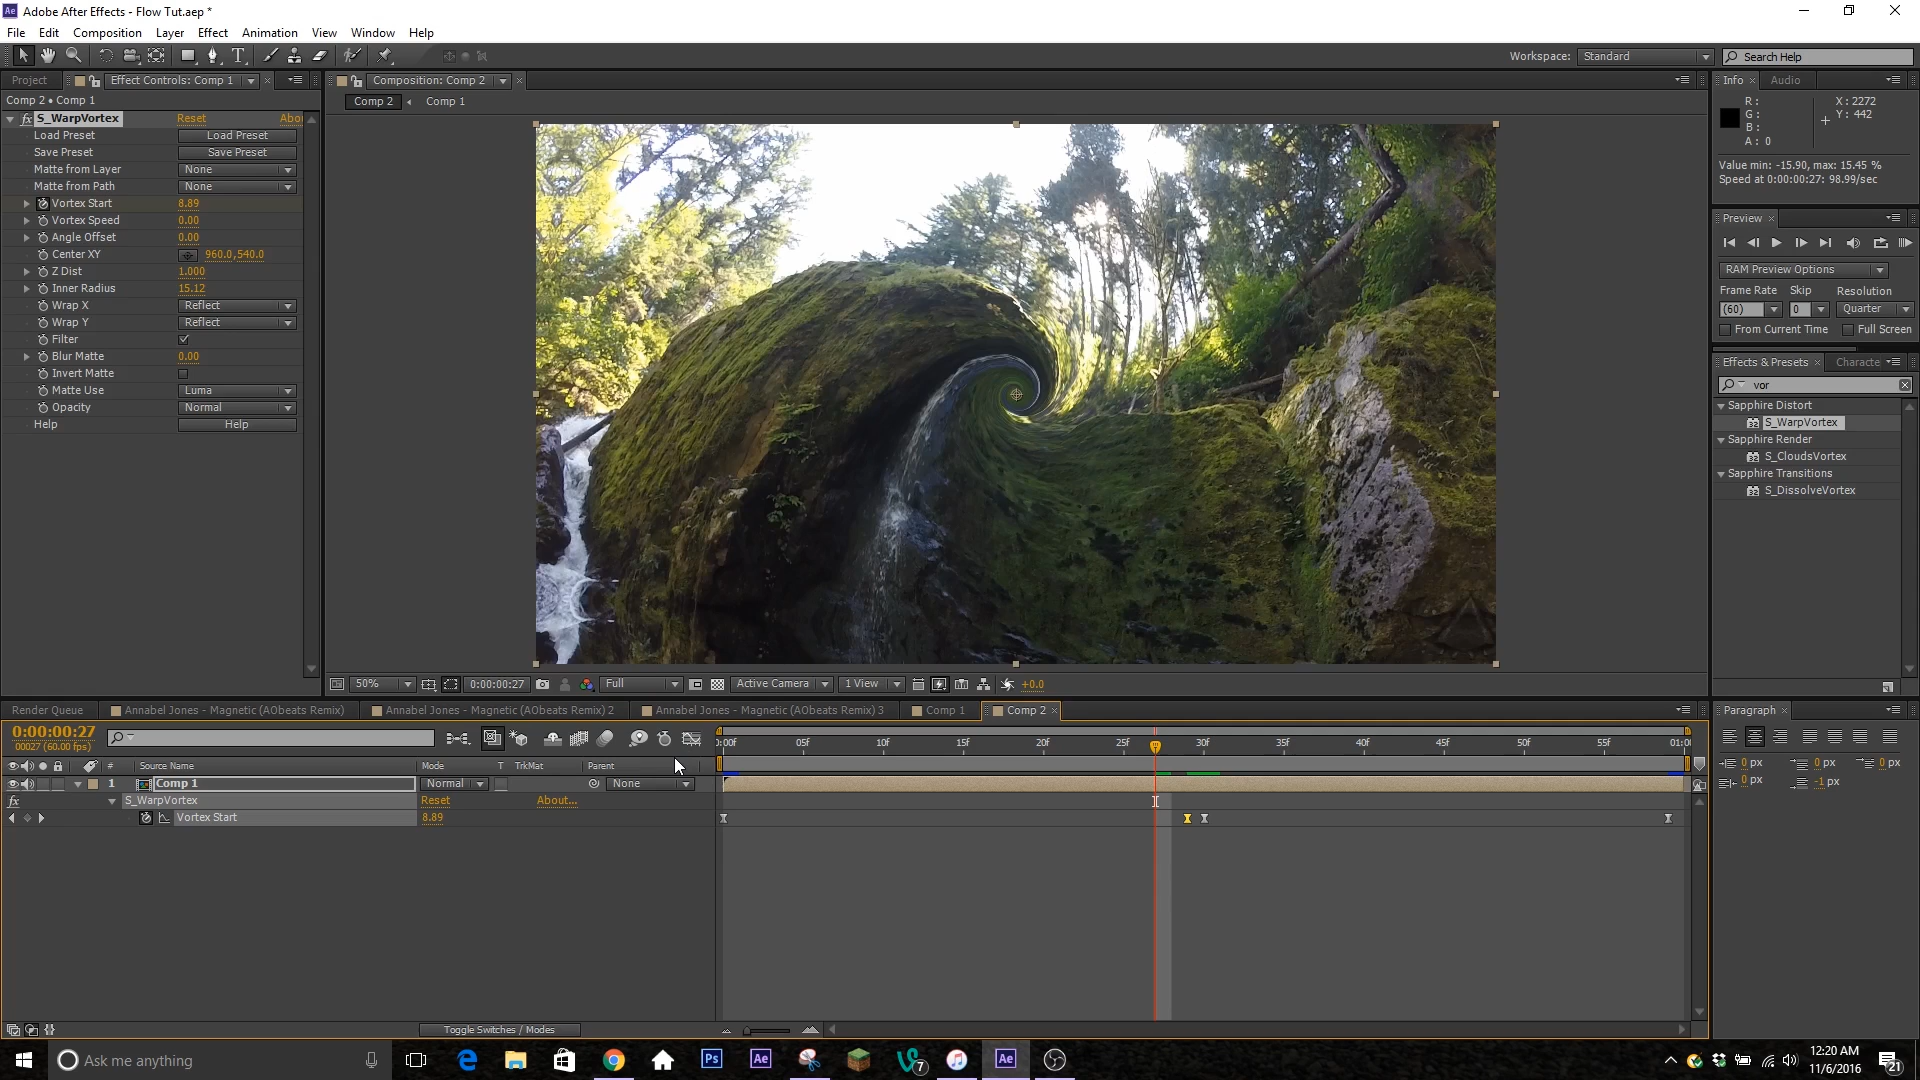 Ae Adobe After Effects - Flow Tut.aep *
File Edit Composition Layer Effect Animation View Window Help
Workspace: Standard Search Help
Project Effect Controls: Comp 1
Comp 2 • Comp 1
fx S_WarpVortex Reset Abou
Load Preset Load Preset
Save Preset Save Preset
Matte from Layer None
Matte from Path None
Vortex Start 8.89
Vortex Speed 0.00
Angle Offset 0.00
Center XY 960.0,540.0
Z Dist 1.000
Inner Radius 15.12
Wrap X Reflect
Wrap Y Reflect
Filter
Blur Matte 0.00
Invert Matte
Matte Use Luma
Opacity Normal
Help Help
Composition: Comp 2
Comp 2 Comp 1
50% 0:00:00:27 Full Active Camera 1 View +0.0
Info Audio
R: X: 2272
G: Y: 442
B:
A: 0
Value min: -15.90, max: 15.45 %
Speed at 0:00:00:27: 98.99/sec
Preview
RAM Preview Options
Frame Rate Skip Resolution
(60) 0 Quarter
From Current Time Full Screen
Effects & Presets Characte
vor
Sapphire Distort
S_WarpVortex
Sapphire Render
S_CloudsVortex
Sapphire Transitions
S_DissolveVortex
Render Queue Annabel Jones - Magnetic (AObeats Remix) Annabel Jones - Magnetic (AObeats Remix) 2 Annabel Jones - Magnetic (AObeats Remix) 3 Comp 1 Comp 2
0:00:00:27
00027 (60.00 fps)
# Source Name Mode T TrkMat Parent
1 Comp 1 Normal None
fx S_WarpVortex Reset About...
Vortex Start 8.89
:00f 05f 10f 15f 20f 25f 30f 35f 40f 45f 50f 55f 01:0
Toggle Switches / Modes
Paragraph
0 px 0 px 0 px
0 px -1 px
Ask me anything
Ps Ae 7 Ae
12:20 AM
11/6/2016
21